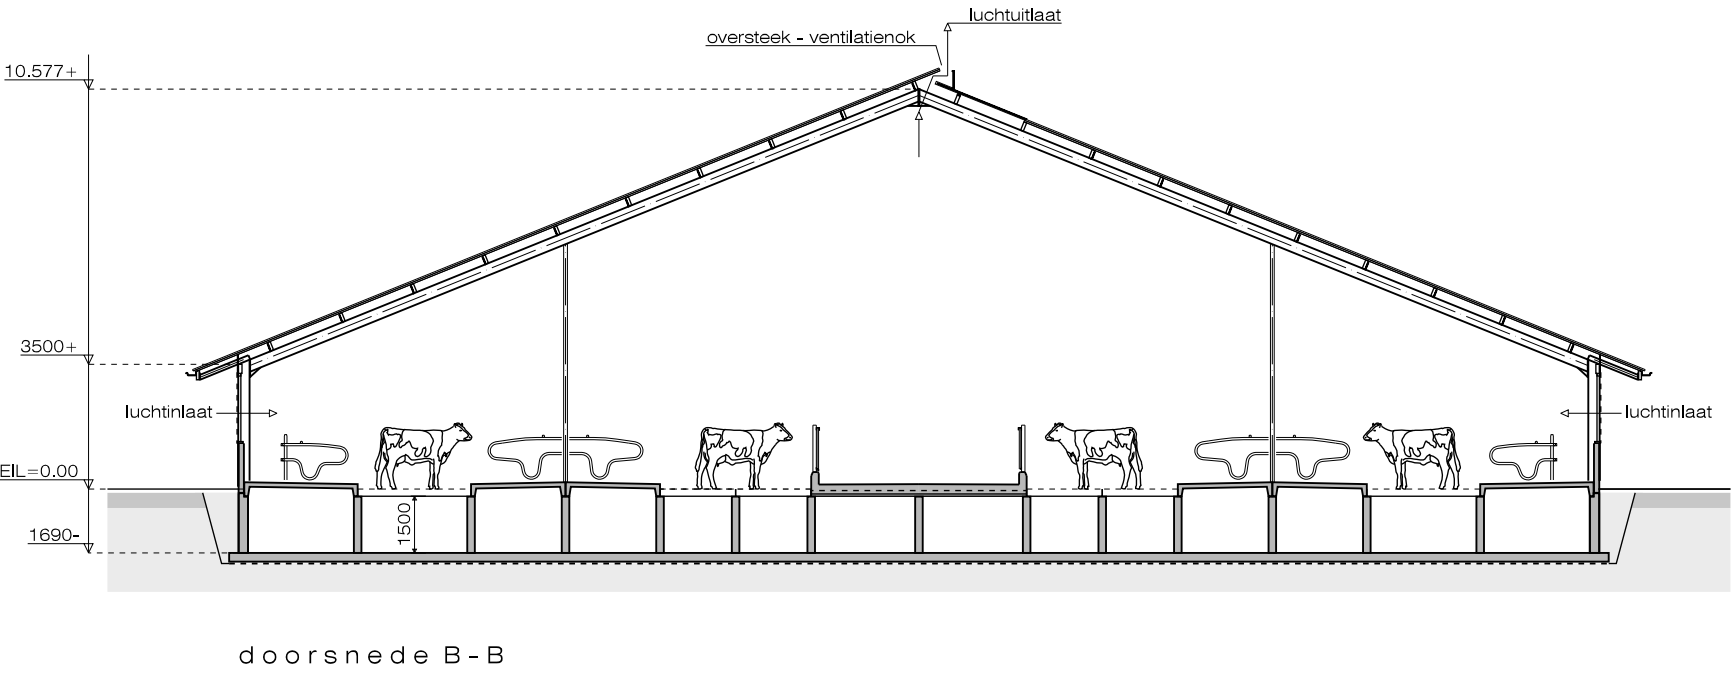 luchtuitlaat
oversteek - ventilatienok
10.577+
3500+
luchtinlaat
luchtinlaat
EIL=0.00
1500
1690-
doorsnede B-B